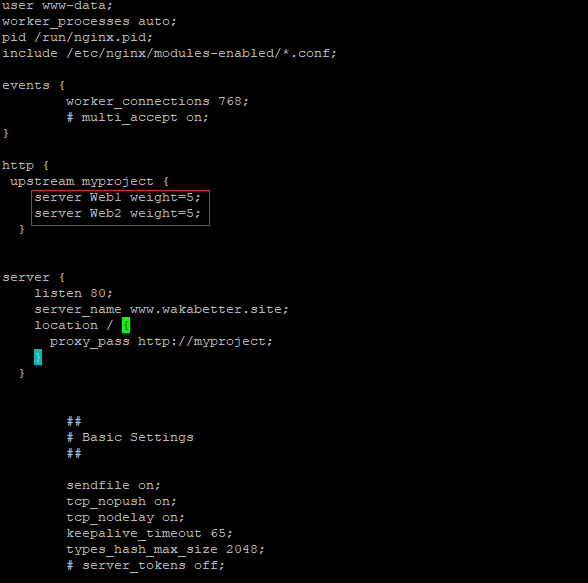 user www-data;
worker_processes auto;
pid /run/nginx.pid;
include /etc/nginx/modules-enabled/*.conf;
events {
worker_connections 768;
# multi_accept on;
}
http {
upstream myproject {
server Web1 weight=5;
server Web2 weight=5;
}
server {
listen 80;
server_name www.wakabetter.site;
location / {
proxy_pass http://myproject;
}
}
##
# Basic Settings
##
sendfile on;
tcp_nopush on;
tcp_nodelay on;
keepalive_timeout 65;
types_hash_max_size 2048;
# server_tokens off;